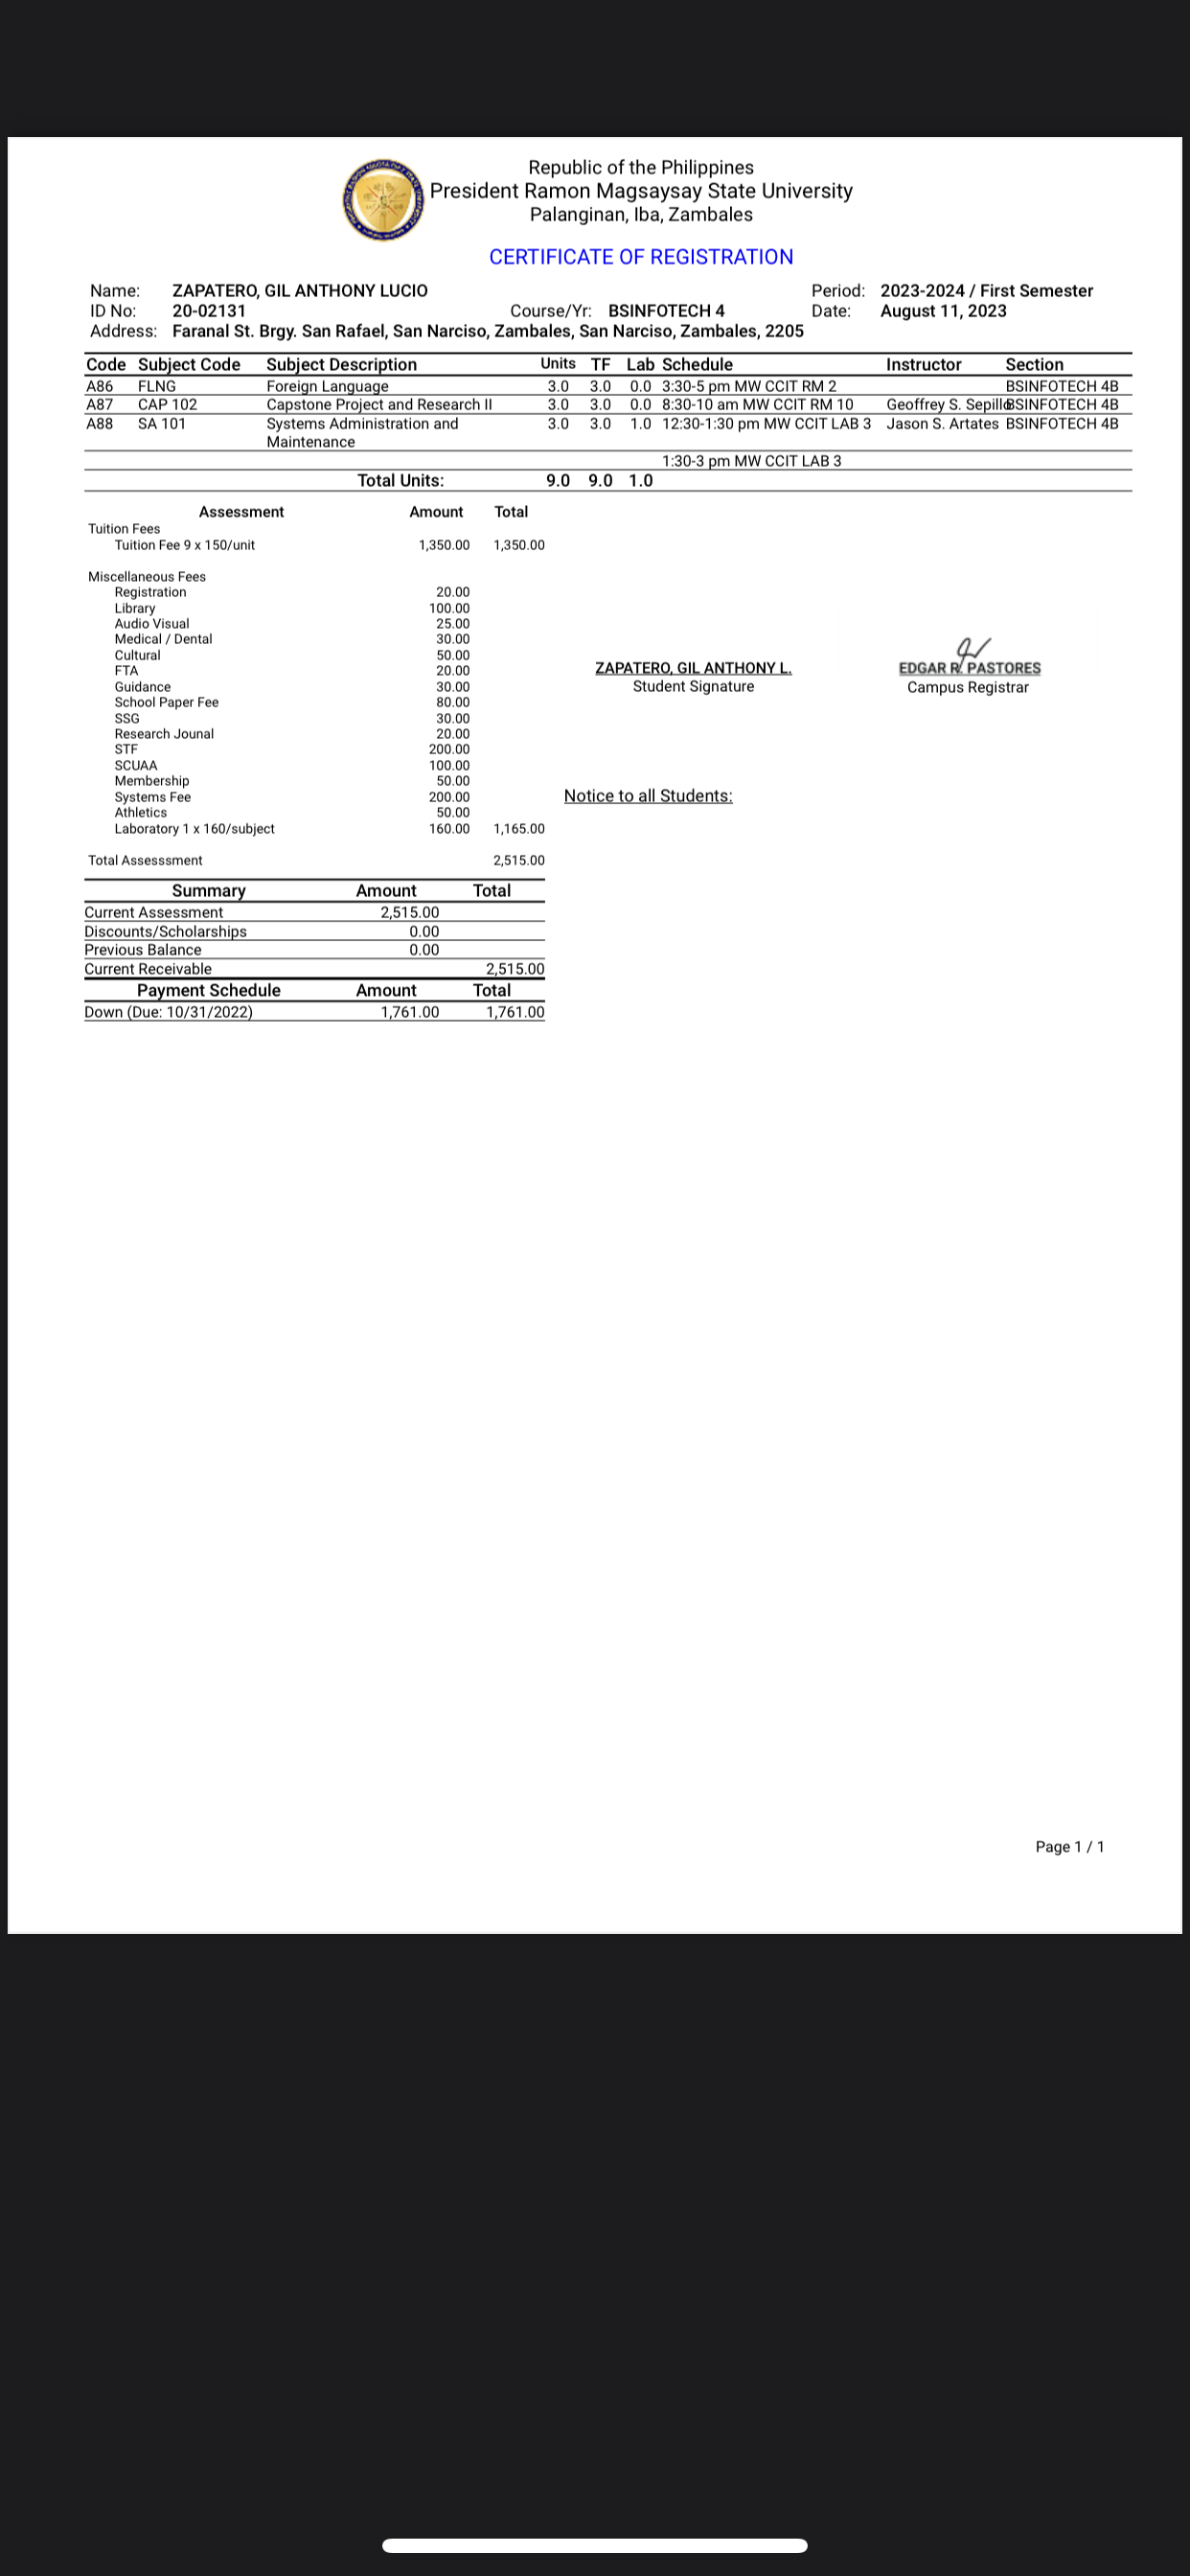 Republic of the Philippines
President Ramon Magsaysay State University
Palanginan, Iba, Zambales
CERTIFICATE OF REGISTRATION
Name: ZAPATERO, GIL ANTHONY LUCIO Period: 2023-2024 / First Semester
ID No: 20-02131 Course/Yr: BSINFOTECH 4 Date: August 11, 2023
Address: Faranal St. Brgy. San Rafael, San Narciso, Zambales, San Narciso, Zambales, 2205
Code Subject Code Subject Description Units TF Lab Schedule Instructor Section
A86 FLNG Foreign Language 3.0 3.0 0.0 3:30-5 pm MW CCIT RM 2 BSINFOTECH 4B
A87 CAP 102 Capstone Project and Research II 3.0 3.0 0.0 8:30-10 am MW CCIT RM 10 Geoffrey S. Sepillo BSINFOTECH 4B
A88 SA 101 Systems Administration and 3.0 3.0 1.0 12:30-1:30 pm MW CCIT LAB 3 Jason S. Artates BSINFOTECH 4B
Maintenance
1:30-3 pm MW CCIT LAB 3
Total Units: 9.0 9.0 1.0
Assessment Amount Total
Tuition Fees
Tuition Fee 9 x 150/unit 1,350.00 1,350.00
Miscellaneous Fees
Registration 20.00
Library 100.00
Audio Visual 25.00
Medical / Dental 30.00
Cultural 50.00
FTA 20.00
Guidance 30.00
School Paper Fee 80.00
SSG 30.00
Research Jounal 20.00
STF 200.00
SCUAA 100.00
Membership 50.00
Systems Fee 200.00
Athletics 50.00
Laboratory 1 x 160/subject 160.00 1,165.00
Total Assesssment 2,515.00
ZAPATERO, GIL ANTHONY L.
Student Signature
EDGAR R. PASTORES
Campus Registrar
Notice to all Students:
Summary Amount Total
Current Assessment 2,515.00
Discounts/Scholarships 0.00
Previous Balance 0.00
Current Receivable 2,515.00
Payment Schedule Amount Total
Down (Due: 10/31/2022) 1,761.00 1,761.00
Page 1 / 1